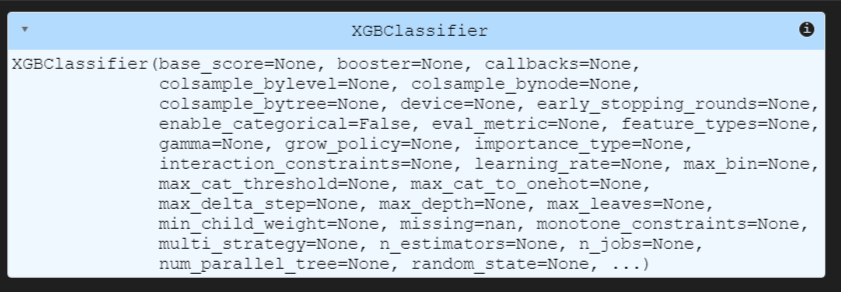 XGBClassifier
XGBClassifier(base_score=None, booster=None, callbacks=None,
colsample_bylevel=None, colsample_bynode=None,
colsample_bytree=None, device=None, early_stopping_rounds=None,
enable_categorical=False, eval_metric=None, feature_types=None,
gamma=None, grow_policy=None, importance_type=None,
interaction_constraints=None, learning_rate=None, max_bin=None,
max_cat_threshold=None, max_cat_to_onehot=None,
max_delta_step=None, max_depth=None, max_leaves=None,
min_child_weight=None, missing=nan, monotone_constraints=None,
multi_strategy=None, n_estimators=None, n_jobs=None,
num_parallel_tree=None, random_state=None, ...)